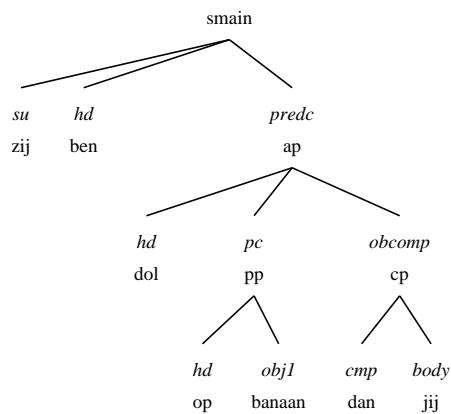 smain
su hd predc
zij ben ap
hd pc obcomp
dol pp cp
hd obj1 cmp body
op banaan dan jij